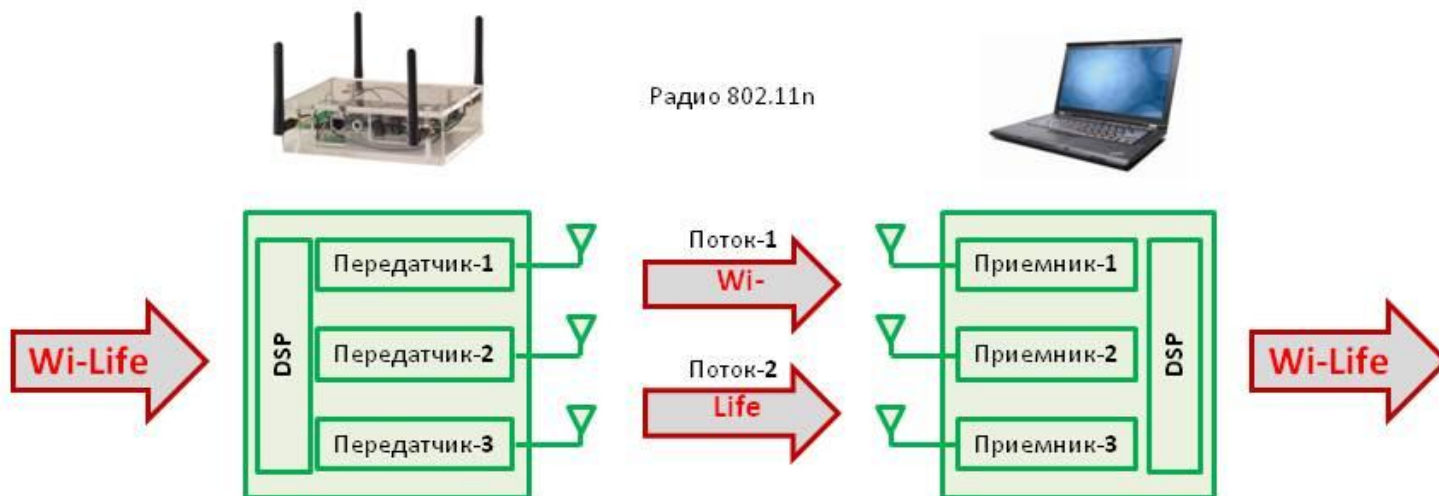 Радио 802.11n
Wi-Life
DSP
Передатчик-1
Передатчик-2
Передатчик-3
Поток-1
Wi-
Поток-2
Life
Приемник-1
Приемник-2
Приемник-3
DSP
Wi-Life